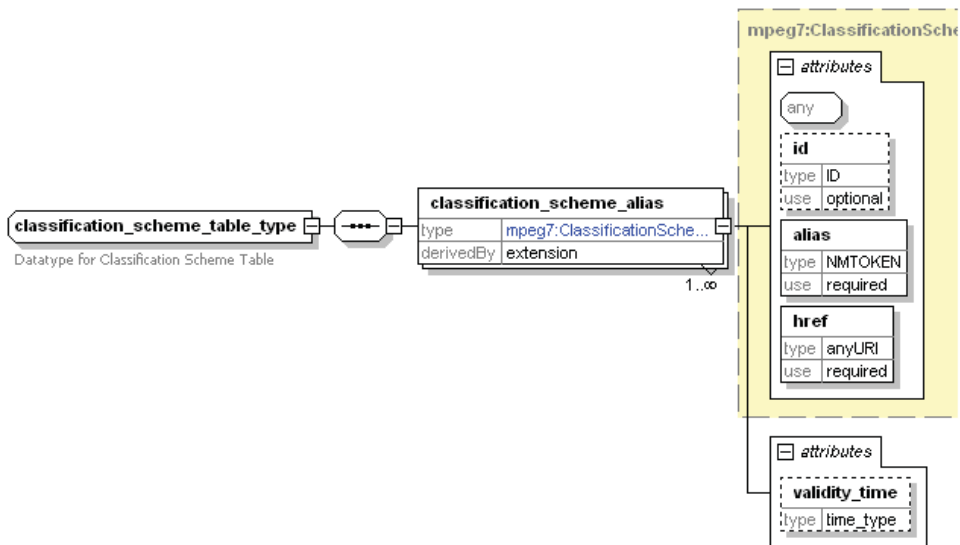 mpeg7:ClassificationSche
attributes
any
id
type ID
use optional
classification_scheme_alias
type mpeg7:ClassificationSche...
derivedBy extension
1..∞
classification_scheme_table_type
Datatype for Classification Scheme Table
alias
type NMTOKEN
use required
href
type anyURI
use required
attributes
validity_time
type time_type